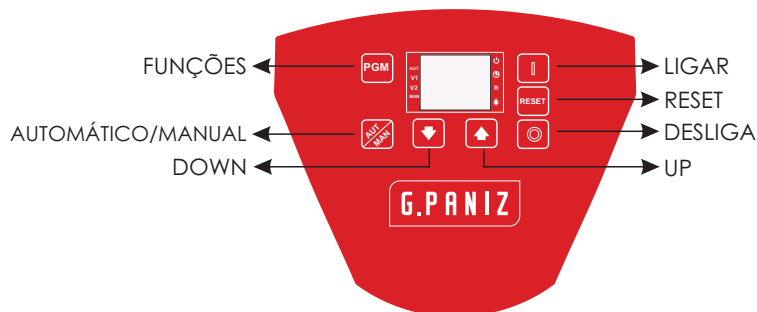 FUNÇÕES
PGM
AUT
V1
V2
MAN
R
LIGAR
RESET
RESET
DESLIGA
AUTOMÁTICO/MANUAL
AUT
MAN
DOWN
UP
G.PANIZ